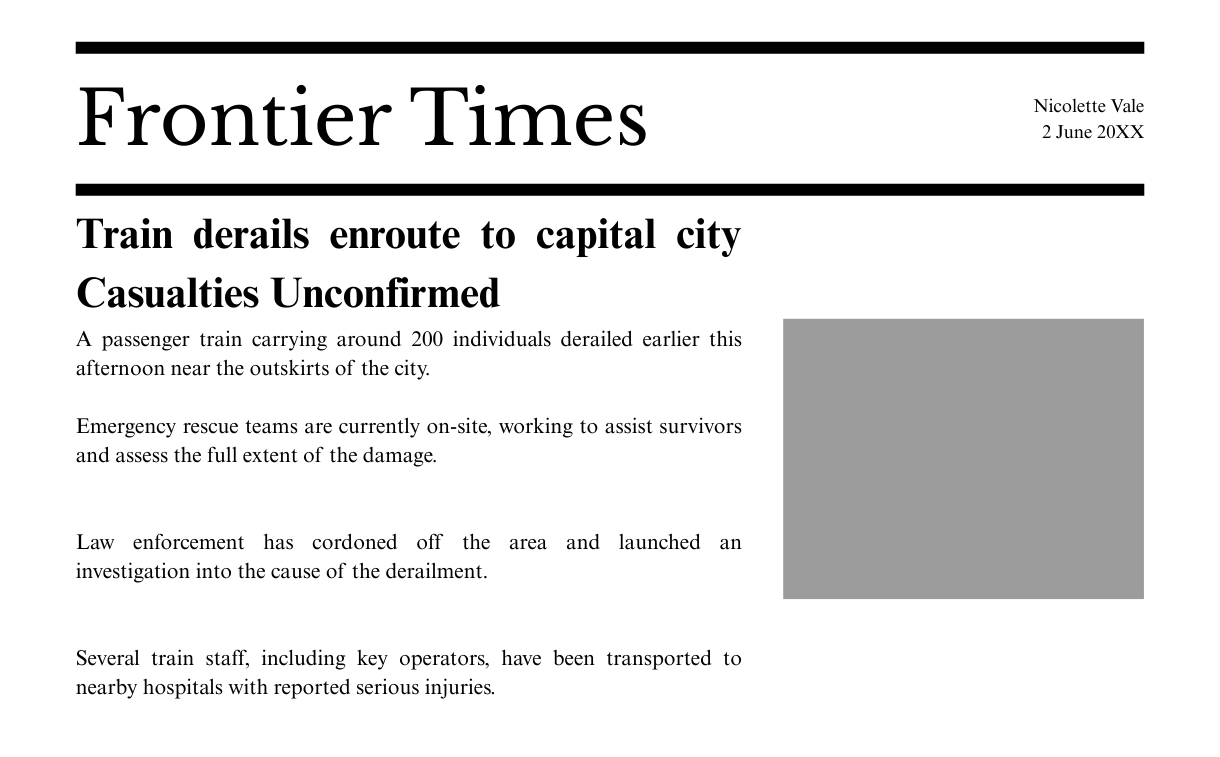 Frontier Times
Nicolette Vale
2 June 20XX
Train derails enroute to capital city
Casualties Unconfirmed
A passenger train carrying around 200 individuals derailed earlier this
afternoon near the outskirts of the city.
Emergency rescue teams are currently on-site, working to assist survivors
and assess the full extent of the damage.
Law enforcement has cordoned off the area and launched an
investigation into the cause of the derailment.
Several train staff, including key operators, have been transported to
nearby hospitals with reported serious injuries.